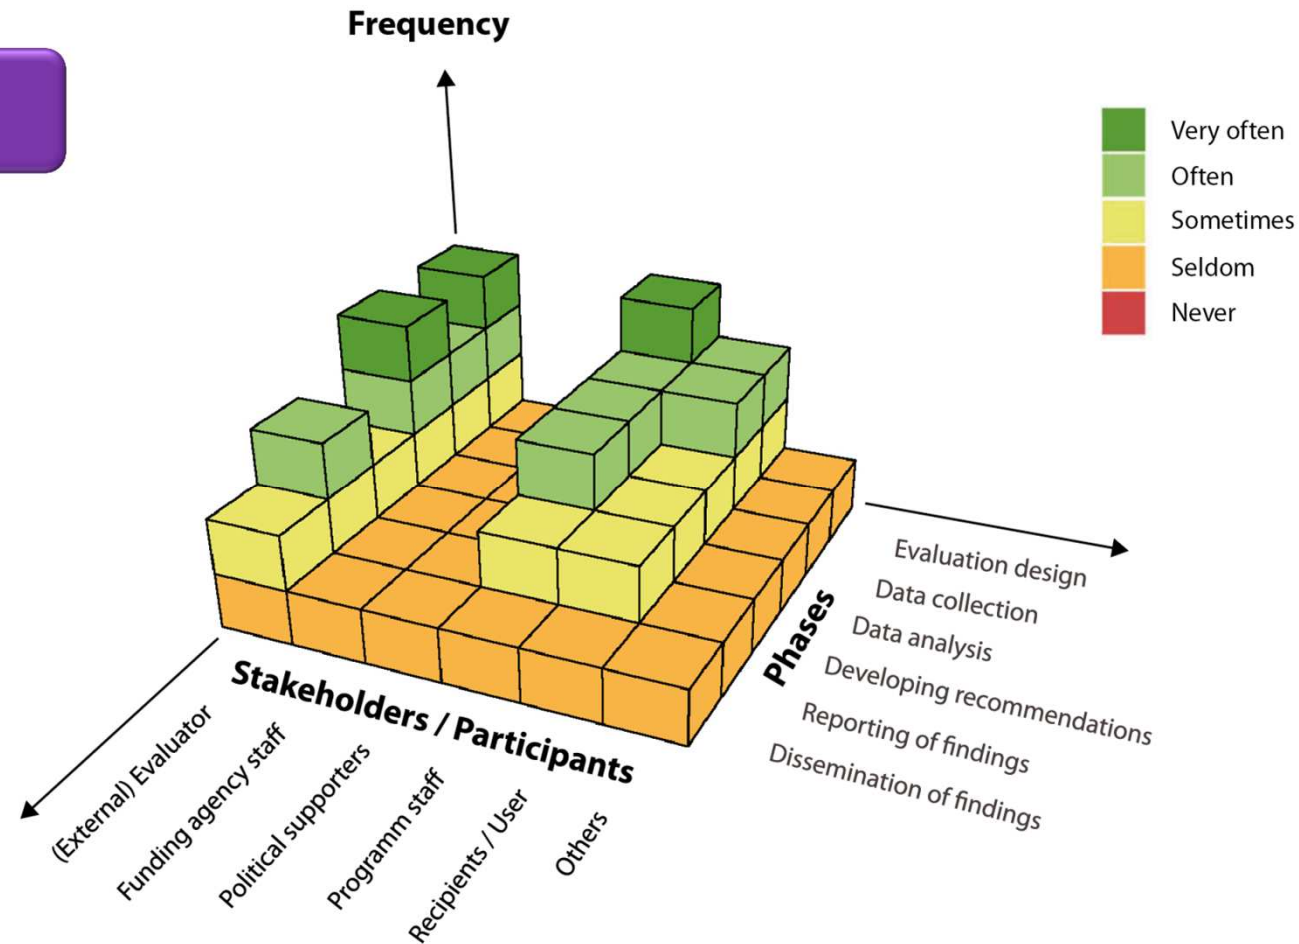 Frequency
Very often
Often
Sometimes
Seldom
Never
Evaluation design
Data collection
Data analysis
Developing recommendations
Reporting of findings
Dissemination of findings
Phases
Stakeholders / Participants
(External) Evaluator
Funding agency staff
Political supporters
Programm staff
Recipients / User
Others